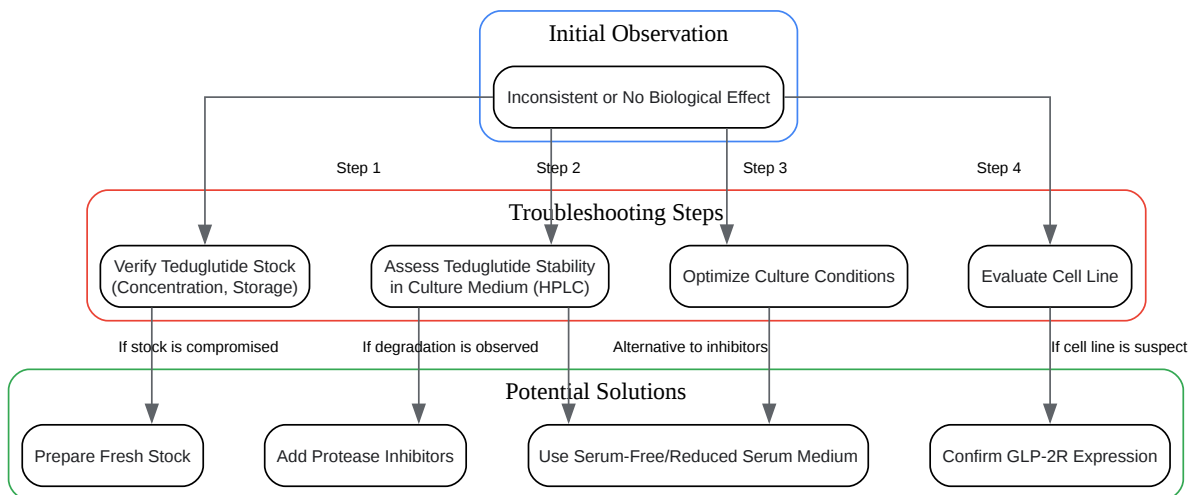 Initial Observation
Inconsistent or No Biological Effect
Step 1
Step 2
Step 3
Step 4
Troubleshooting Steps
Verify Teduglutide Stock
(Concentration, Storage)
Assess Teduglutide Stability
in Culture Medium (HPLC)
Optimize Culture Conditions
Evaluate Cell Line
If stock is compromised
If degradation is observed
Alternative to inhibitors
If cell line is suspect
Potential Solutions
Prepare Fresh Stock
Add Protease Inhibitors
Use Serum-Free/Reduced Serum Medium
Confirm GLP-2R Expression